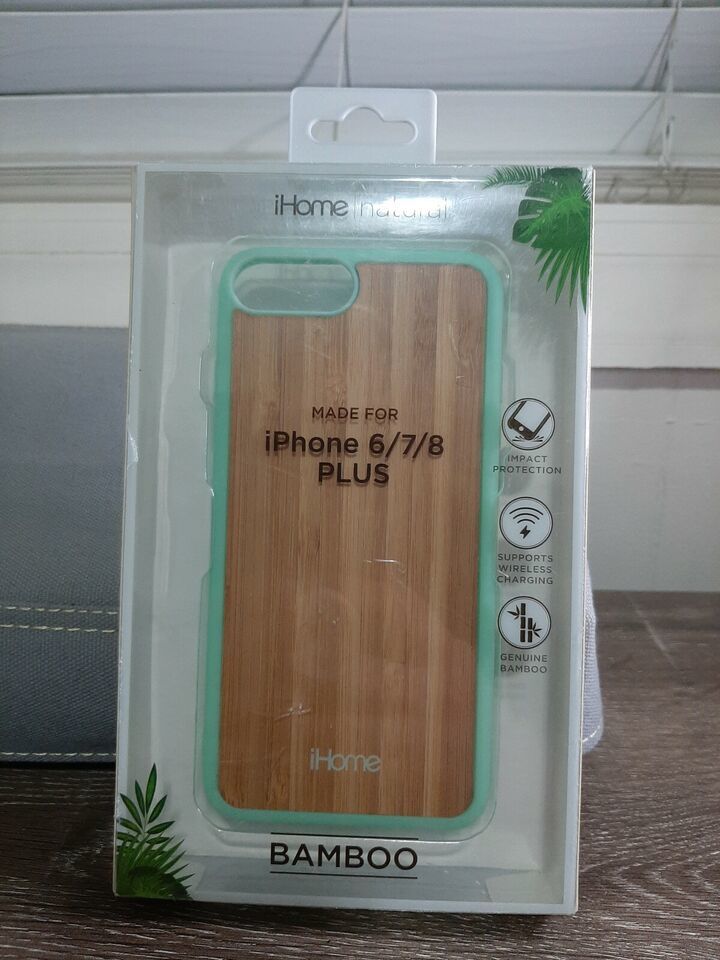 iHome | natural
MADE FOR
iPhone 6/7/8
PLUS
IMPACT
PROTECTION
SUPPORTS
WIRELESS
CHARGING
GENUINE
BAMBOO
iHome
BAMBOO